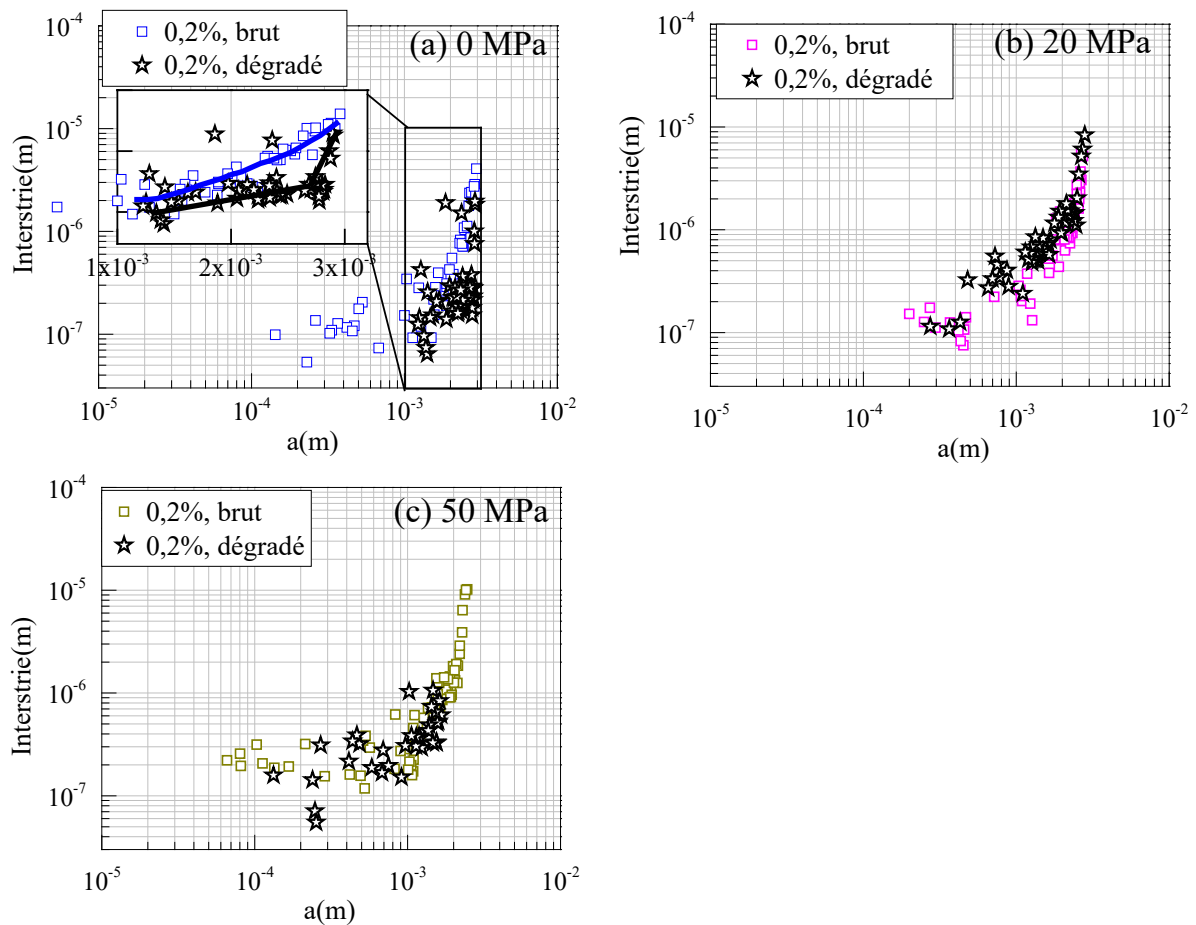 0,2%, brut
0,2%, dégradé
(a) 0 MPa
10⁻⁴
10⁻⁵
10⁻⁶
10⁻⁷
Interstrie(m)
1x10⁻³ 2x10⁻³ 3x10⁻³
10⁻⁵ 10⁻⁴ 10⁻³ 10⁻²
a(m)
0,2%, brut
0,2%, dégradé
(b) 20 MPa
10⁻⁴
10⁻⁵
10⁻⁶
10⁻⁷
Interstrie(m)
10⁻⁵ 10⁻⁴ 10⁻³ 10⁻²
a(m)
0,2%, brut
0,2%, dégradé
(c) 50 MPa
10⁻⁴
10⁻⁵
10⁻⁶
10⁻⁷
Interstrie(m)
10⁻⁵ 10⁻⁴ 10⁻³ 10⁻²
a(m)